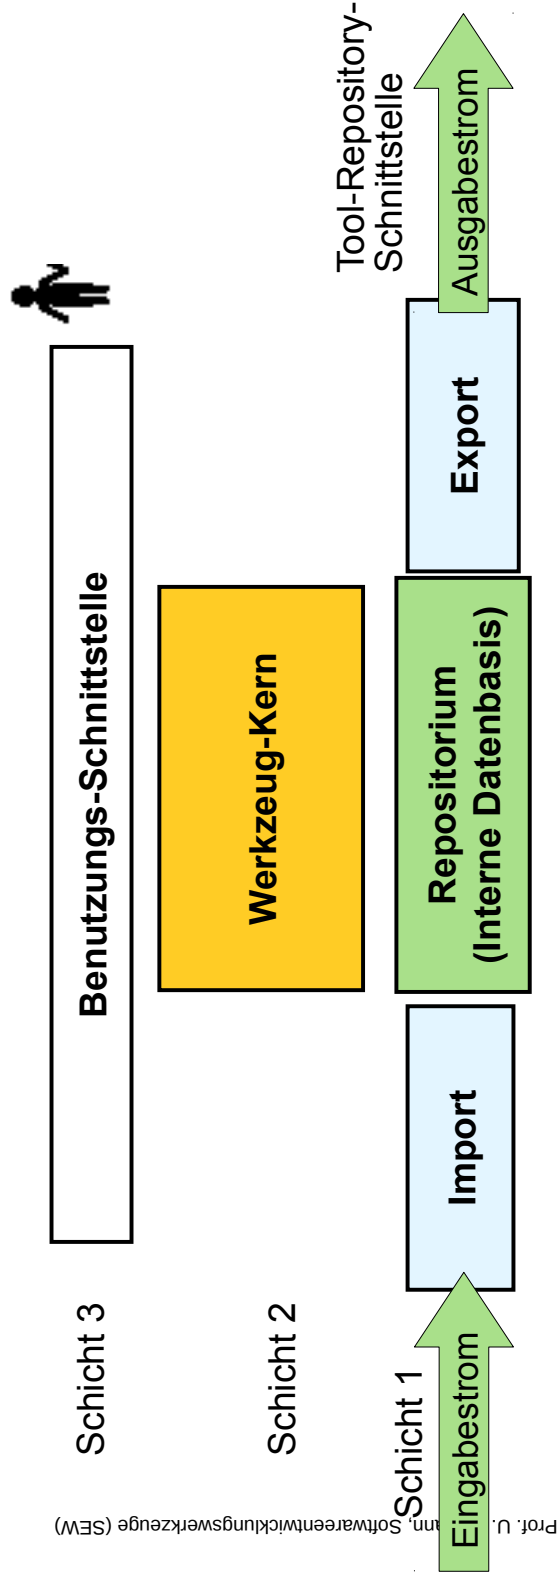 Schicht 3
Benutzungs-Schnittstelle
Schicht 2
Werkzeug-Kern
Schicht 1
Eingabestrom
Import
Repositorium
(Interne Datenbasis)
Export
Ausgabestrom
Tool-Repository-
Schnittstelle
Prof. U. Softwareentwicklungswerkzeuge (SEW)